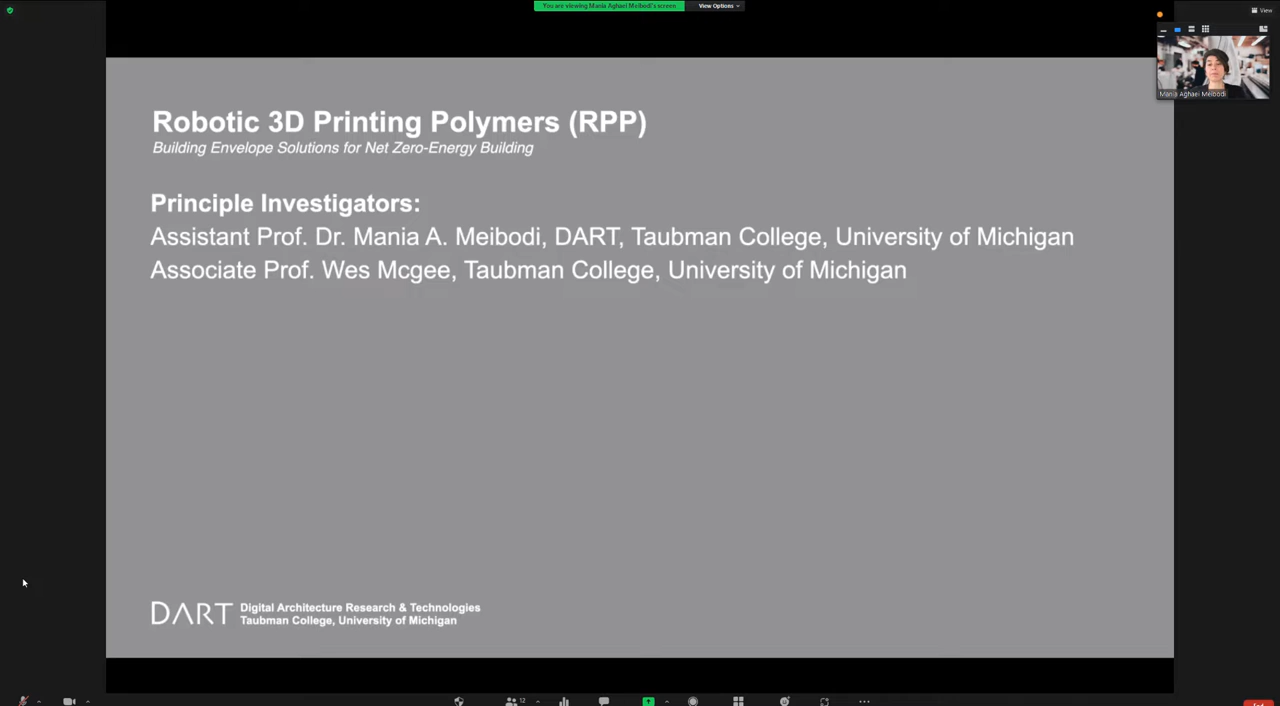 You are viewing Mania Aghaei Meibodi's screen
View Options
View
Mania Aghaei Meibodi
Robotic 3D Printing Polymers (RPP)
Building Envelope Solutions for Net Zero-Energy Building
Principle Investigators:
Assistant Prof. Dr. Mania A. Meibodi, DART, Taubman College, University of Michigan
Associate Prof. Wes Mcgee, Taubman College, University of Michigan
DART
Digital Architecture Research & Technologies
Taubman College, University of Michigan
12